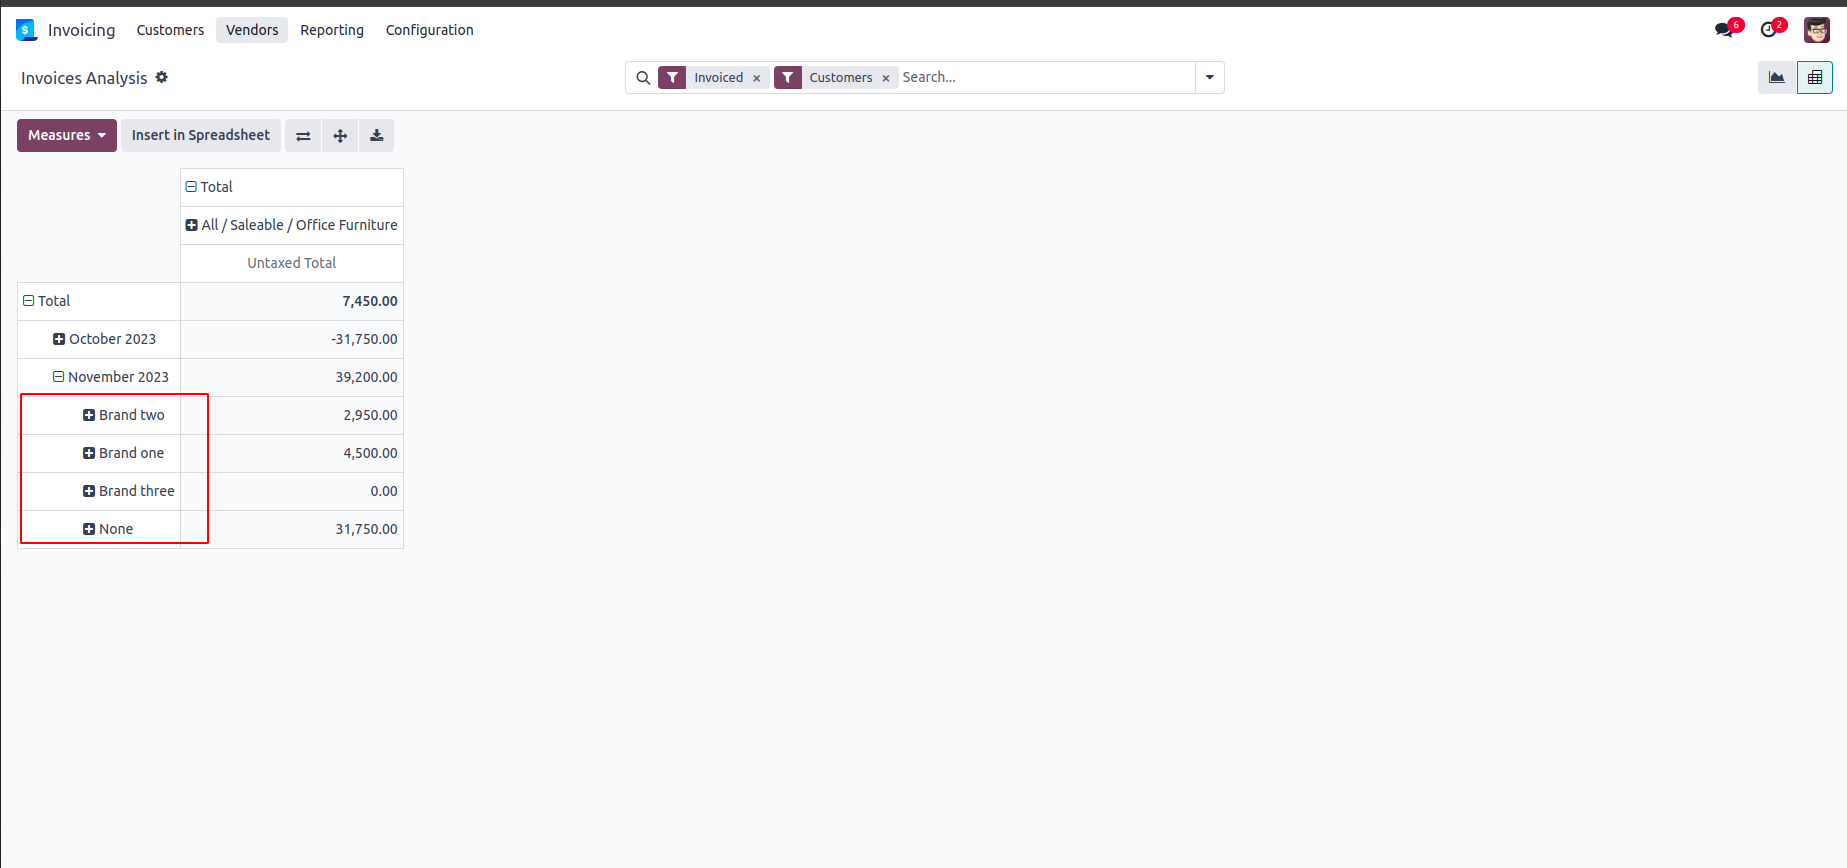 Invoicing Customers Vendors Reporting Configuration 6 2
Invoices Analysis Invoiced × Customers × Search...
Measures Insert in Spreadsheet
Total
All / Saleable / Office Furniture
Untaxed Total
Total 7,450.00
October 2023 -31,750.00
November 2023 39,200.00
Brand two 2,950.00
Brand one 4,500.00
Brand three 0.00
None 31,750.00